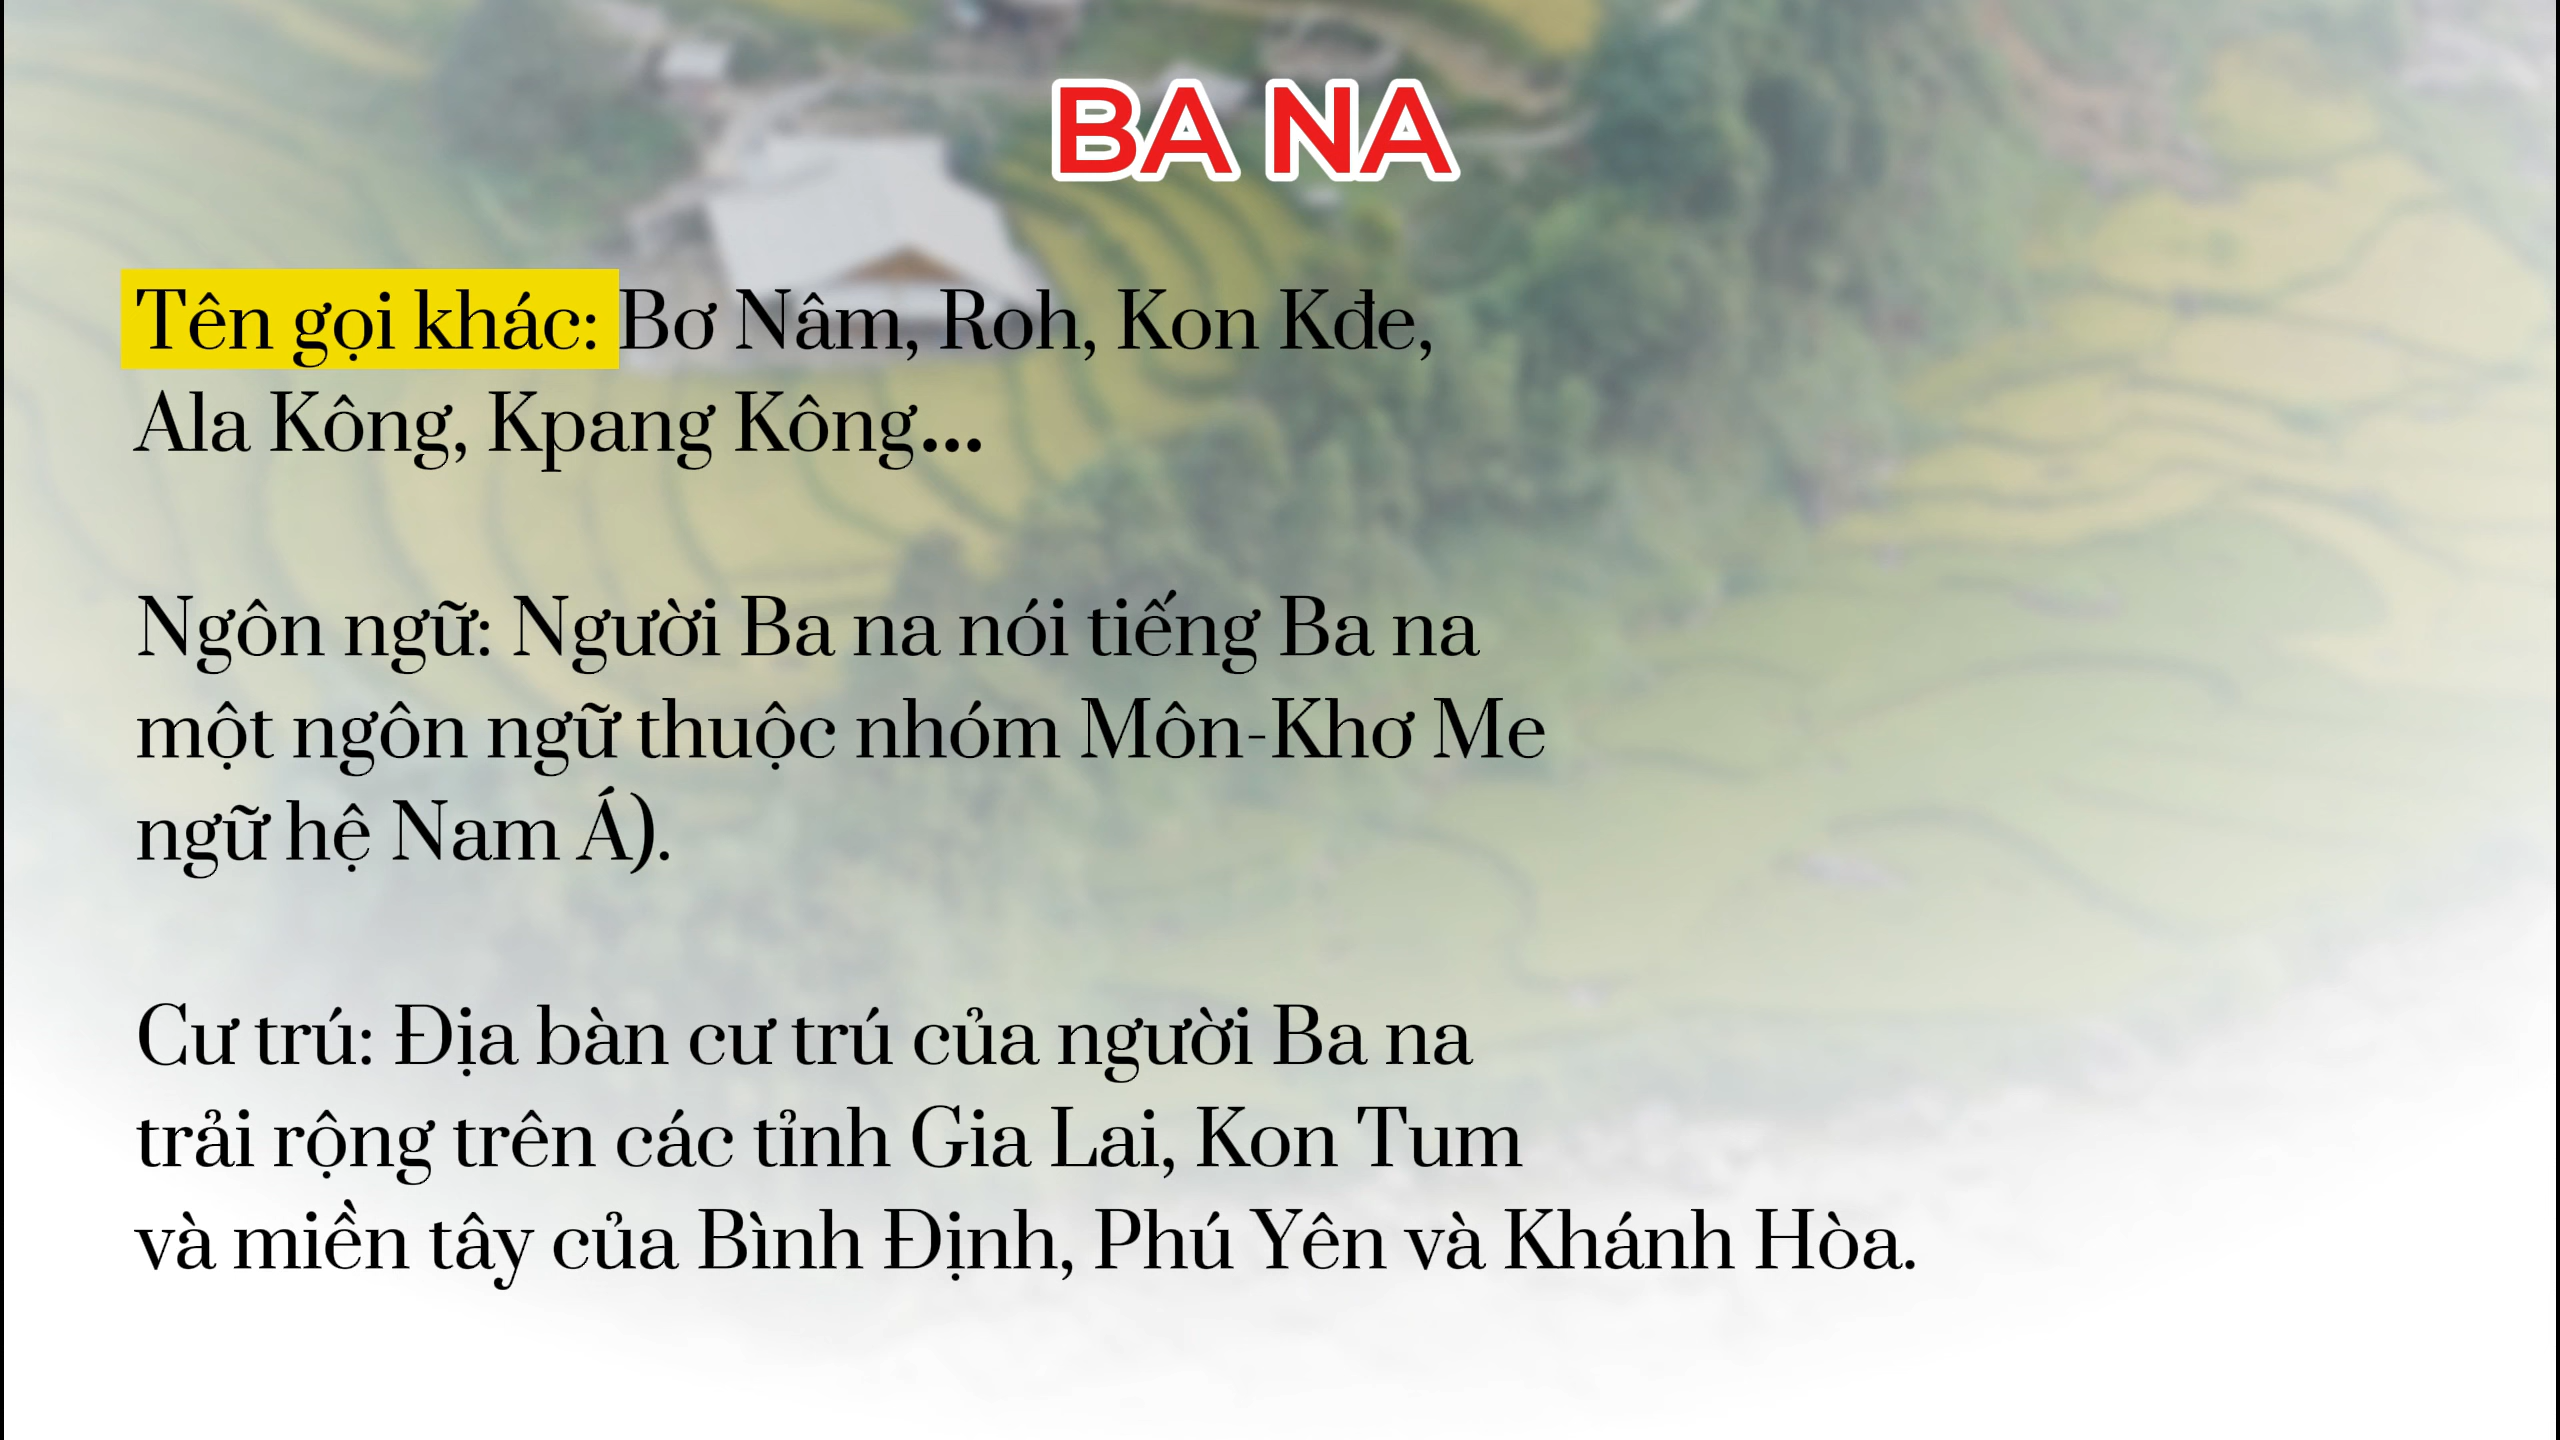 BA NA
Tên gọi khác: Bơ Nâm, Roh, Kon Kđe,
Ala Kông, Kpang Kông...
Ngôn ngữ: Người Ba na nói tiếng Ba na
một ngôn ngữ thuộc nhóm Môn-Khơ Me
ngữ hệ Nam Á).
Cư trú: Địa bàn cư trú của người Ba na
trải rộng trên các tỉnh Gia Lai, Kon Tum
và miền tây của Bình Định, Phú Yên và Khánh Hòa.